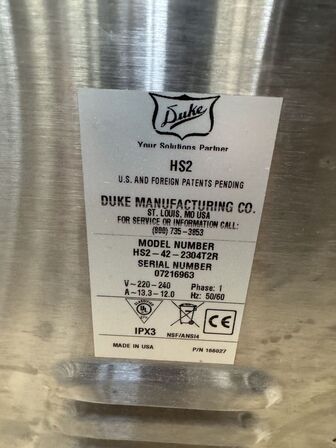 Duke
Your Solutions Partner
HS2
U.S. AND FOREIGN PATENTS PENDING
DUKE MANUFACTURING CO.
ST. LOUIS, MO USA
FOR SERVICE OR INFORMATION CALL:
(800) 735-3853
MODEL NUMBER
HS2-42-2304T2R
SERIAL NUMBER
07216963
V~220-240 Phase: 1
A~13.3-12.0 Hz: 50/60
IPX3
NSF/ANSI4
CE
MADE IN USA P/N 166027